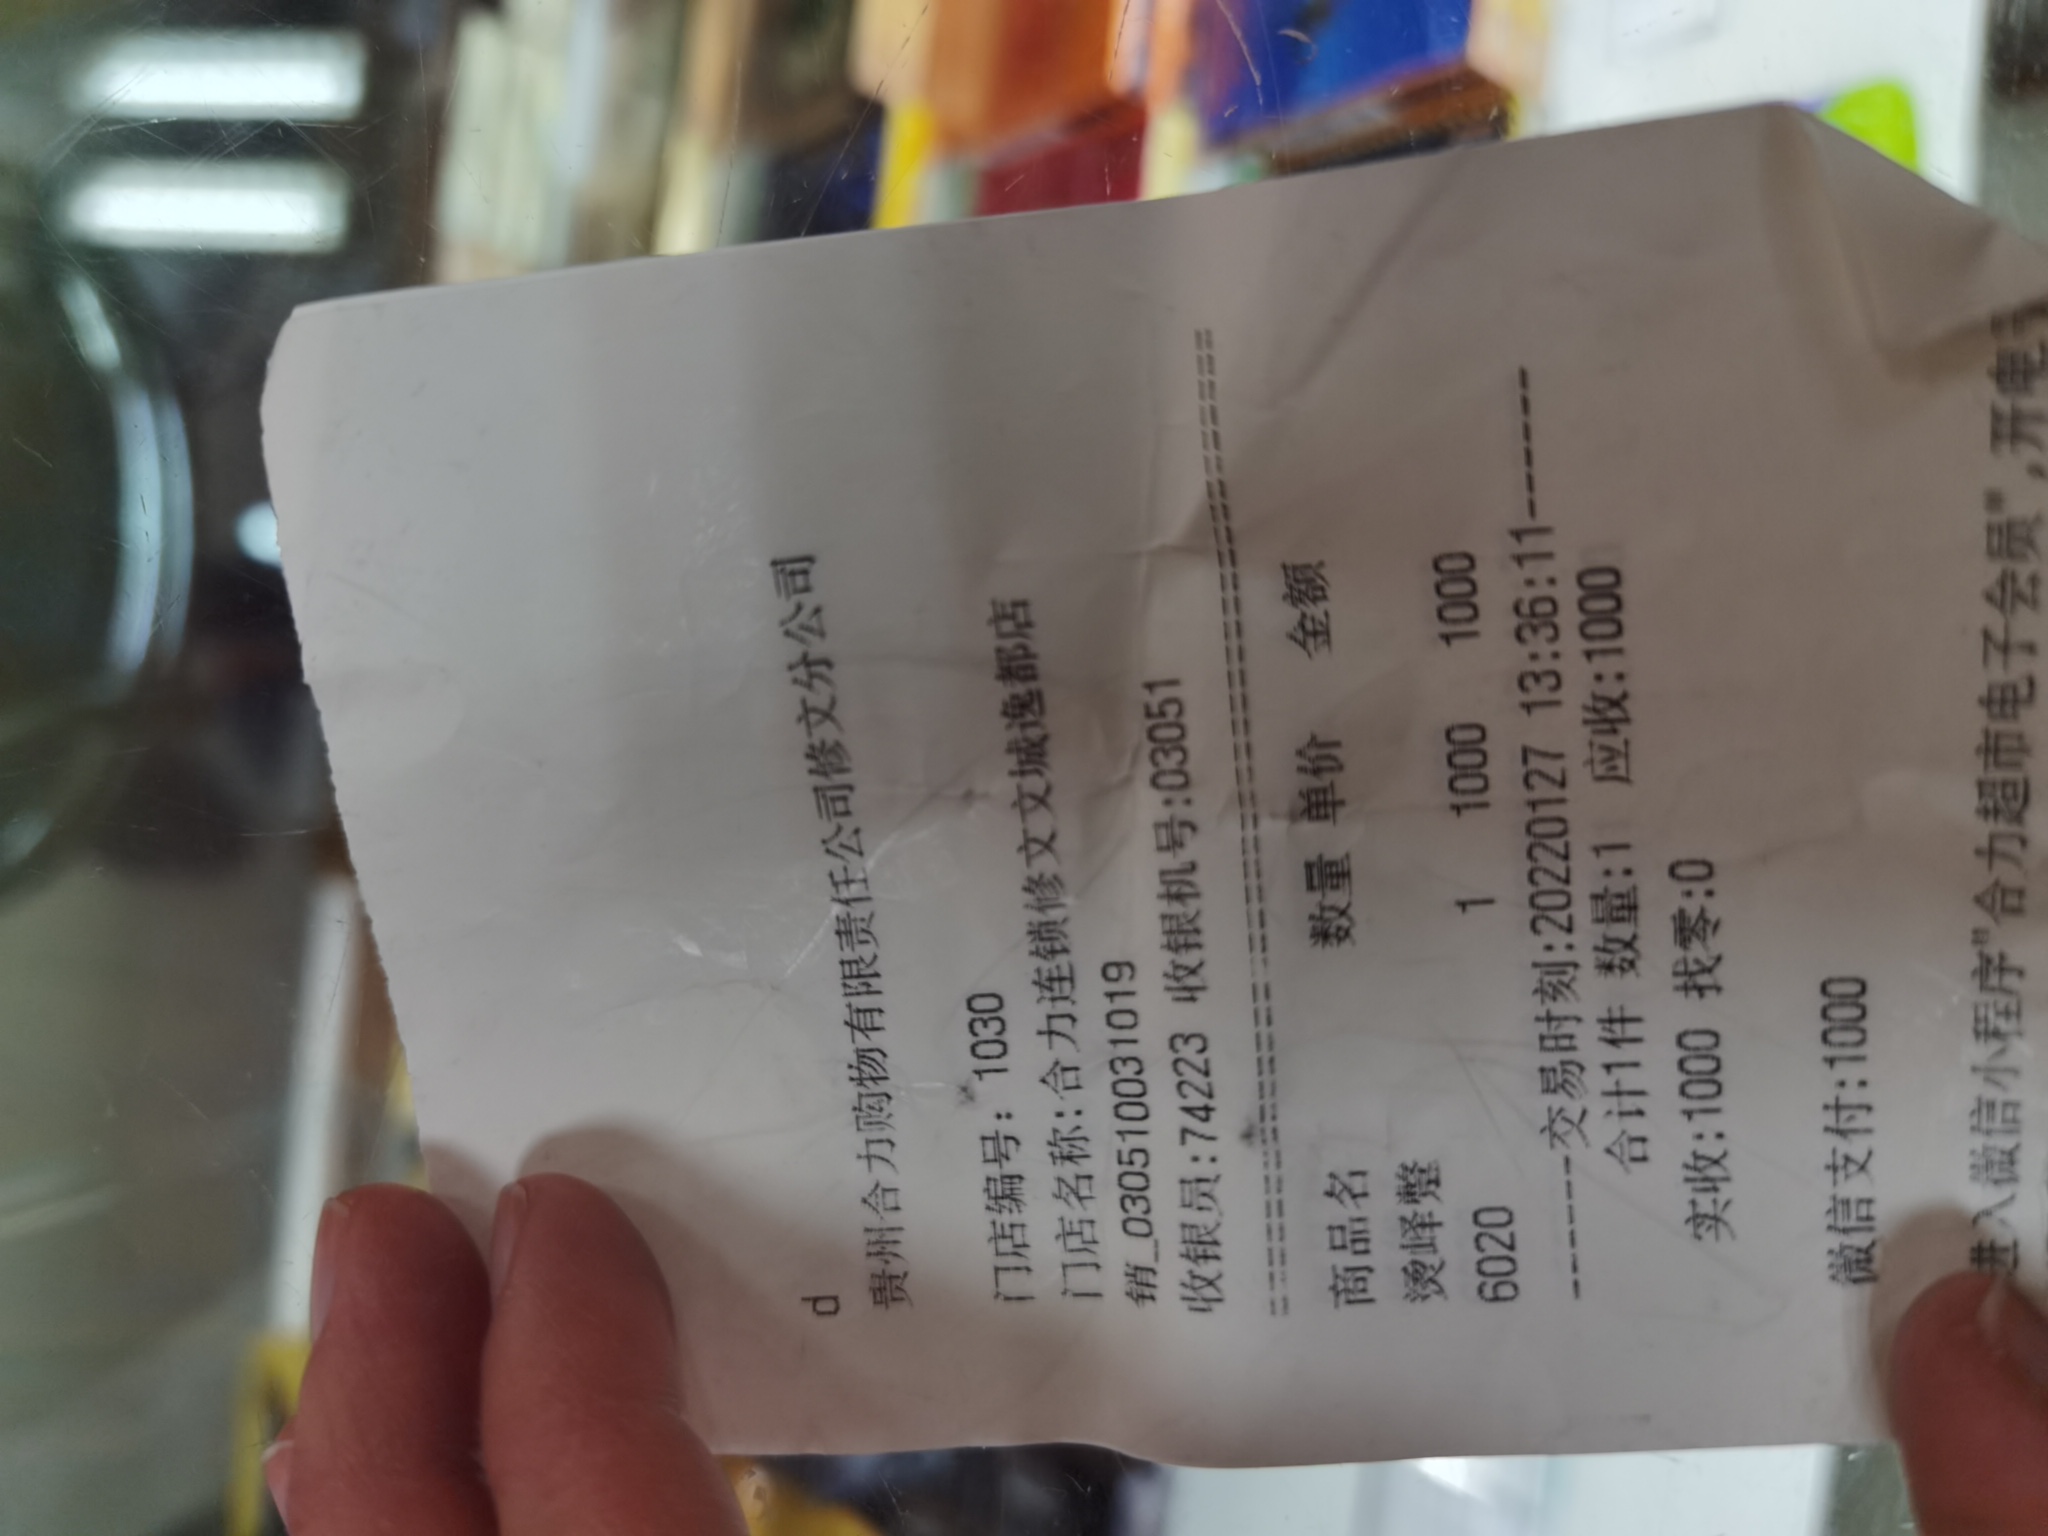 d
贵州合力购物有限责任公司修文分公司
门店编号: 1030
门店名称:合力连锁修文文城逸都店
销_030510031019
收银员:74223 收银机号:03051
========================================
商品名 数量 单价 金额
烫峄蹩
6020 1 1000 1000
-------交易时刻:20220127 13:36:11------
合计1件 数量:1 应收:1000
实收:1000 找零:0
微信支付:1000
进入微信小程序"合力超市电子会员",开电